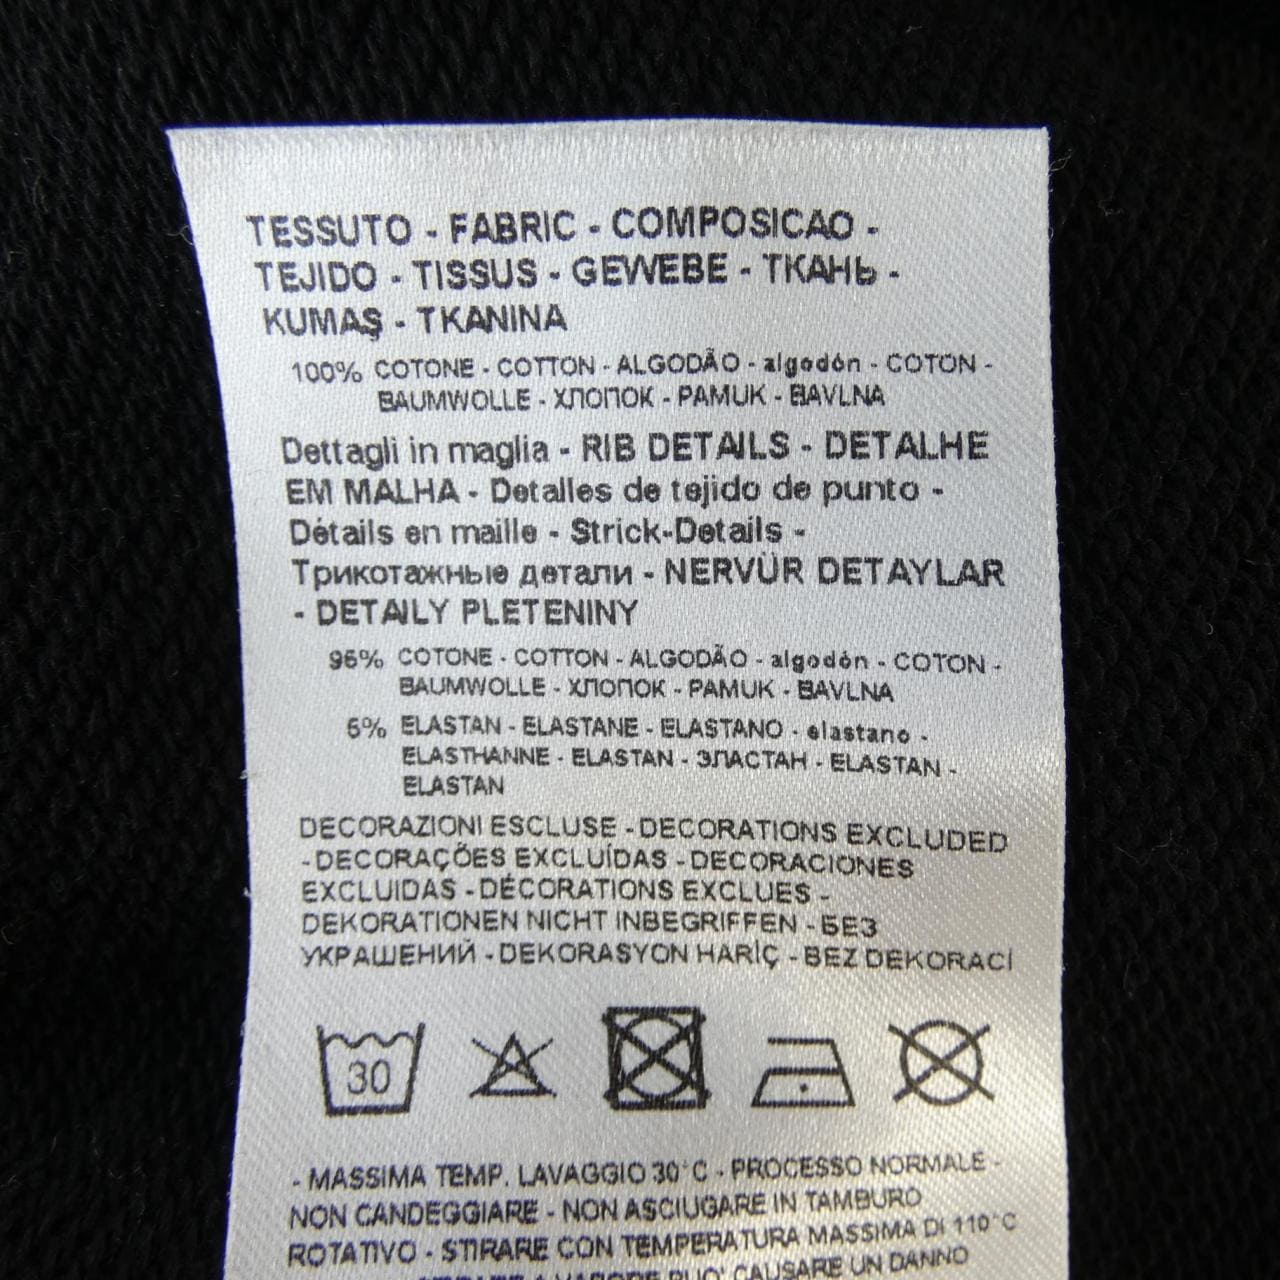 TESSUTO - FABRIC - COMPOSICAO -
TEJIDO - TISSUS - GEWEBE - ТКАНЬ -
KUMAŞ - TKANINA
100% COTONE - COTTON - ALGODÃO - algodón - COTON -
BAUMWOLLE - ХЛОПОК - PAMUK - BAVLNA
Dettagli in maglia - RIB DETAILS - DETALHE
EM MALHA - Detalles de tejido de punto -
Détails en maille - Strick-Details -
Трикотажные детали - NERVÜR DETAYLAR
- DETAILY PLETENINY
95% COTONE - COTTON - ALGODÃO - algodón - COTON -
BAUMWOLLE - ХЛОПОК - PAMUK - BAVLNA
5% ELASTAN - ELASTANE - ELASTANO - elastano -
ELASTHANNE - ELASTAN - ЭЛАСТАН - ELASTAN -
ELASTAN
DECORAZIONI ESCLUSE - DECORATIONS EXCLUDED
- DECORAÇÕES EXCLUÍDAS - DECORACIONES
EXCLUIDAS - DÉCORATIONS EXCLUES -
DEKORATIONEN NICHT INBEGRIFFEN - БЕЗ
УКРАШЕНИЙ - DEKORASYON HARİÇ - BEZ DEKORACÍ
30
- MASSIMA TEMP. LAVAGGIO 30°C - PROCESSO NORMALE -
NON CANDEGGIARE - NON ASCIUGARE IN TAMBURO
ROTATIVO - STIRARE CON TEMPERATURA MASSIMA DI 110°C
A VAPORE PUO' CAUSARE UN DANNO